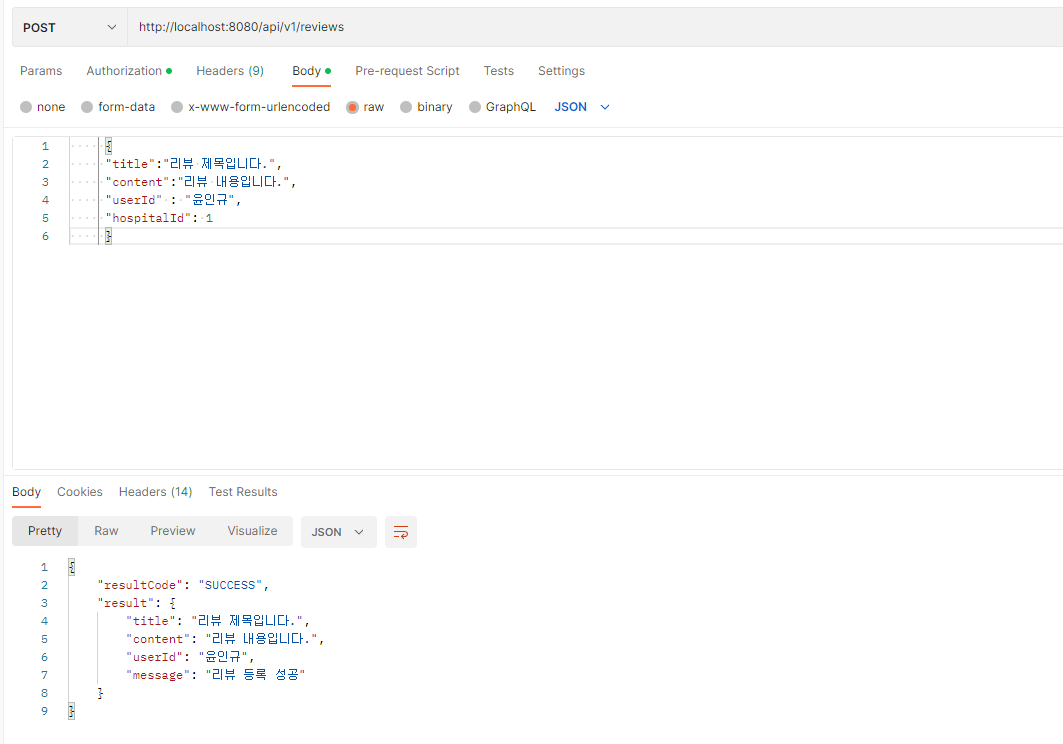 POST http://localhost:8080/api/v1/reviews
Params Authorization Headers (9) Body Pre-request Script Tests Settings
none form-data x-www-form-urlencoded raw binary GraphQL JSON
1 {
2 "title":"리뷰 제목입니다.",
3 "content":"리뷰 내용입니다.",
4 "userId" : "윤인규",
5 "hospitalId": 1
6 }
Body Cookies Headers (14) Test Results
Pretty Raw Preview Visualize JSON
1 {
2 "resultCode": "SUCCESS",
3 "result": {
4 "title": "리뷰 제목입니다.",
5 "content": "리뷰 내용입니다.",
6 "userId": "윤인규",
7 "message": "리뷰 등록 성공"
8 }
9 }